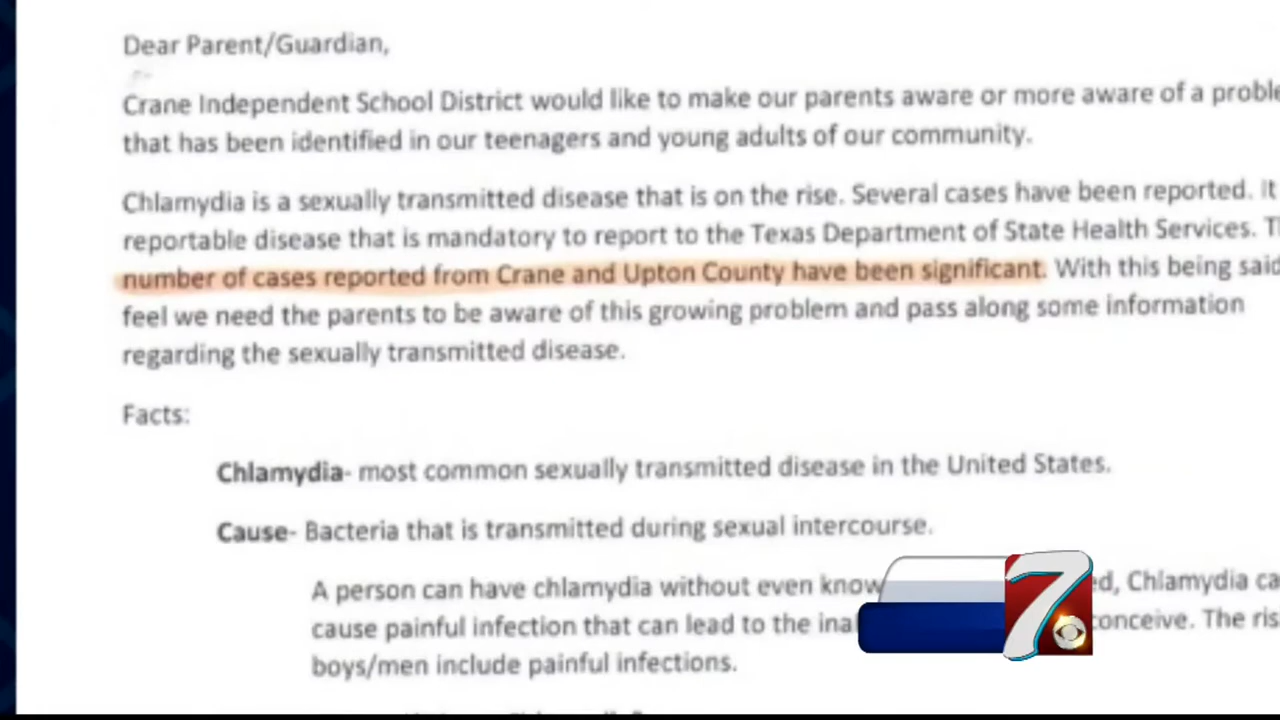 Dear Parent/Guardian,
Crane Independent School District would like to make our parents aware or more aware of a proble
that has been identified in our teenagers and young adults of our community.
Chlamydia is a sexually transmitted disease that is on the rise. Several cases have been reported. It
reportable disease that is mandatory to report to the Texas Department of State Health Services. T
number of cases reported from Crane and Upton County have been significant. With this being said
feel we need the parents to be aware of this growing problem and pass along some information
regarding the sexually transmitted disease.
Facts:
Chlamydia- most common sexually transmitted disease in the United States.
Cause- Bacteria that is transmitted during sexual intercourse.
A person can have chlamydia without even know ed, Chlamydia ca
cause painful infection that can lead to the ina conceive. The ris
boys/men include painful infections.
7